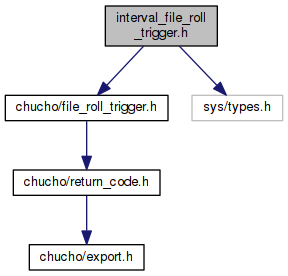 interval_file_roll
_trigger.h
chucho/file_roll_trigger.h
sys/types.h
chucho/return_code.h
chucho/export.h